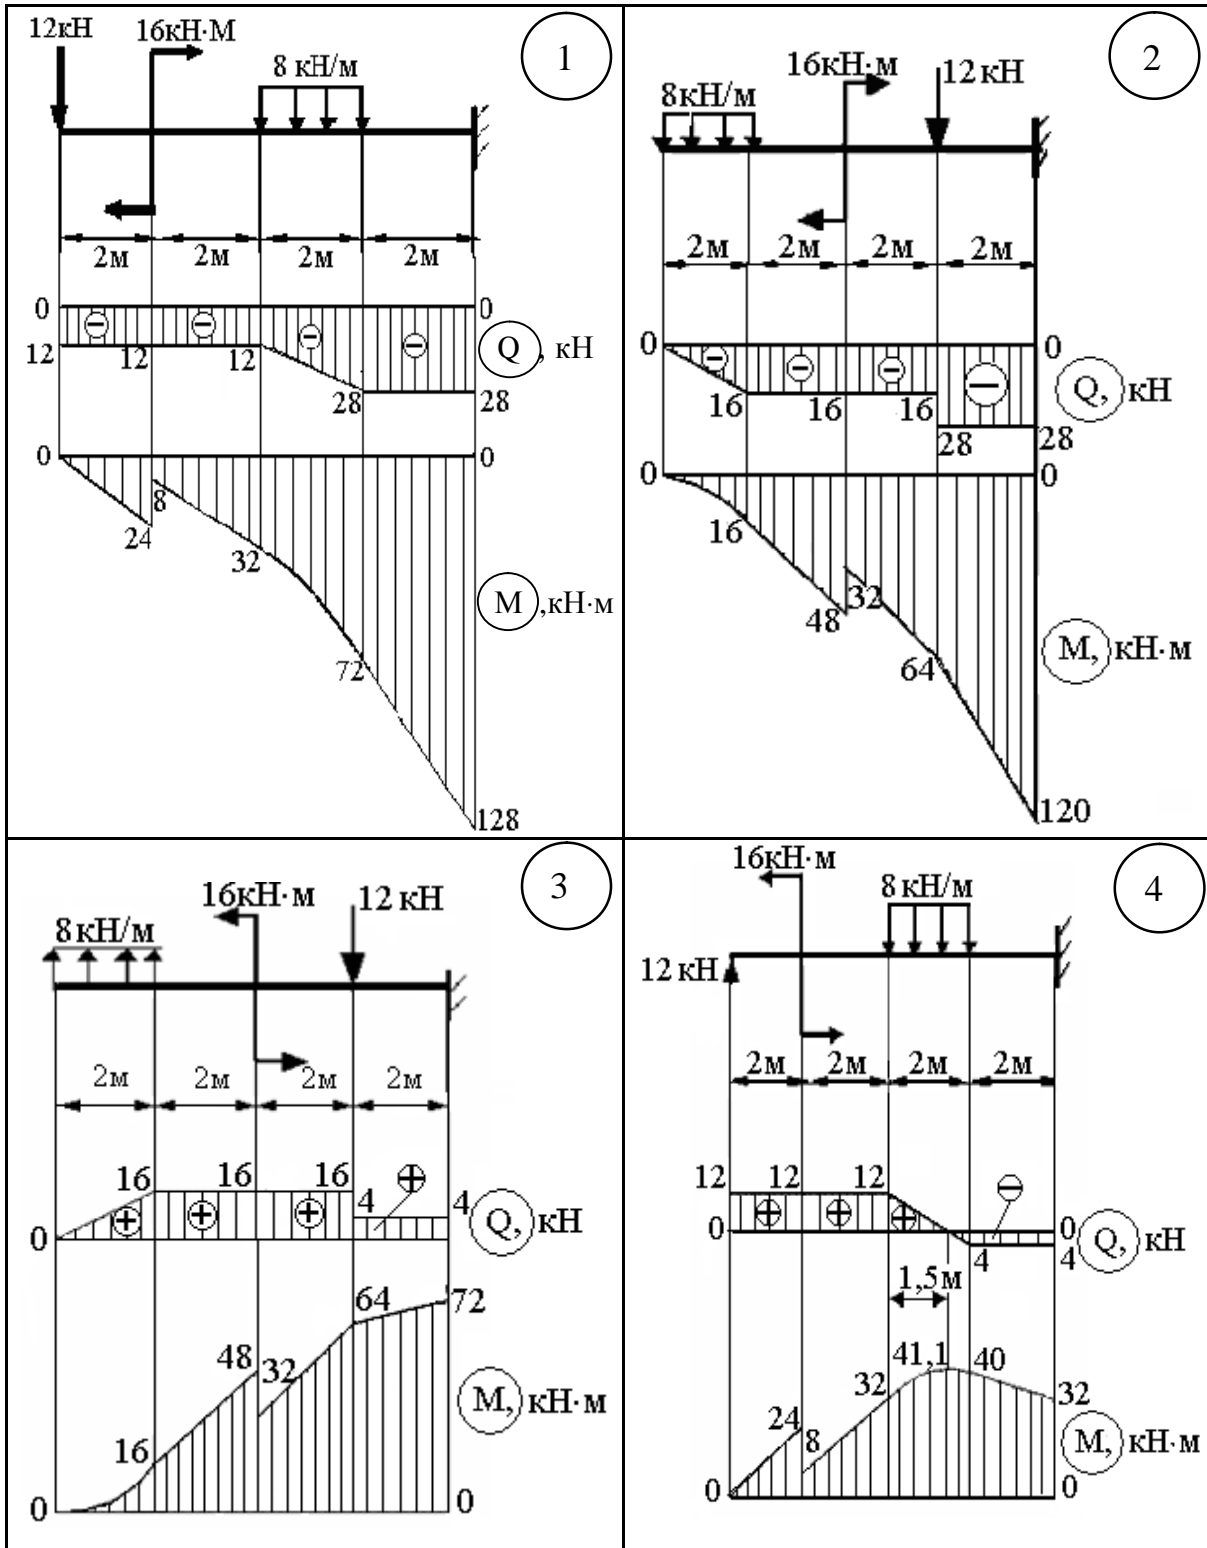 1
12кН 16кН·М
8 кН/м
2м 2м 2м 2м
0 0
12 12 12 28 28
Q , кН
0 0
24 8 32 72 128
М ,кН·м
2
8кН/м 16кН·м 12 кН
2м 2м 2м 2м
0 0
16 16 16 28 28
Q, кН
0 0
16 48 32 64 120
М, кН·м
3
8 кН/м 16кН·м 12 кН
2м 2м 2м 2м
16 16 16 4 4
0
Q, кН
16 48 32 64 72
М, кН·м
0 0
4
16кН·м
8 кН/м
12 кН
2м 2м 2м 2м
12 12 12
0 0
4 4
Q, кН
1,5м
24 8 32 41,1 40 32
М, кН·м
0 0